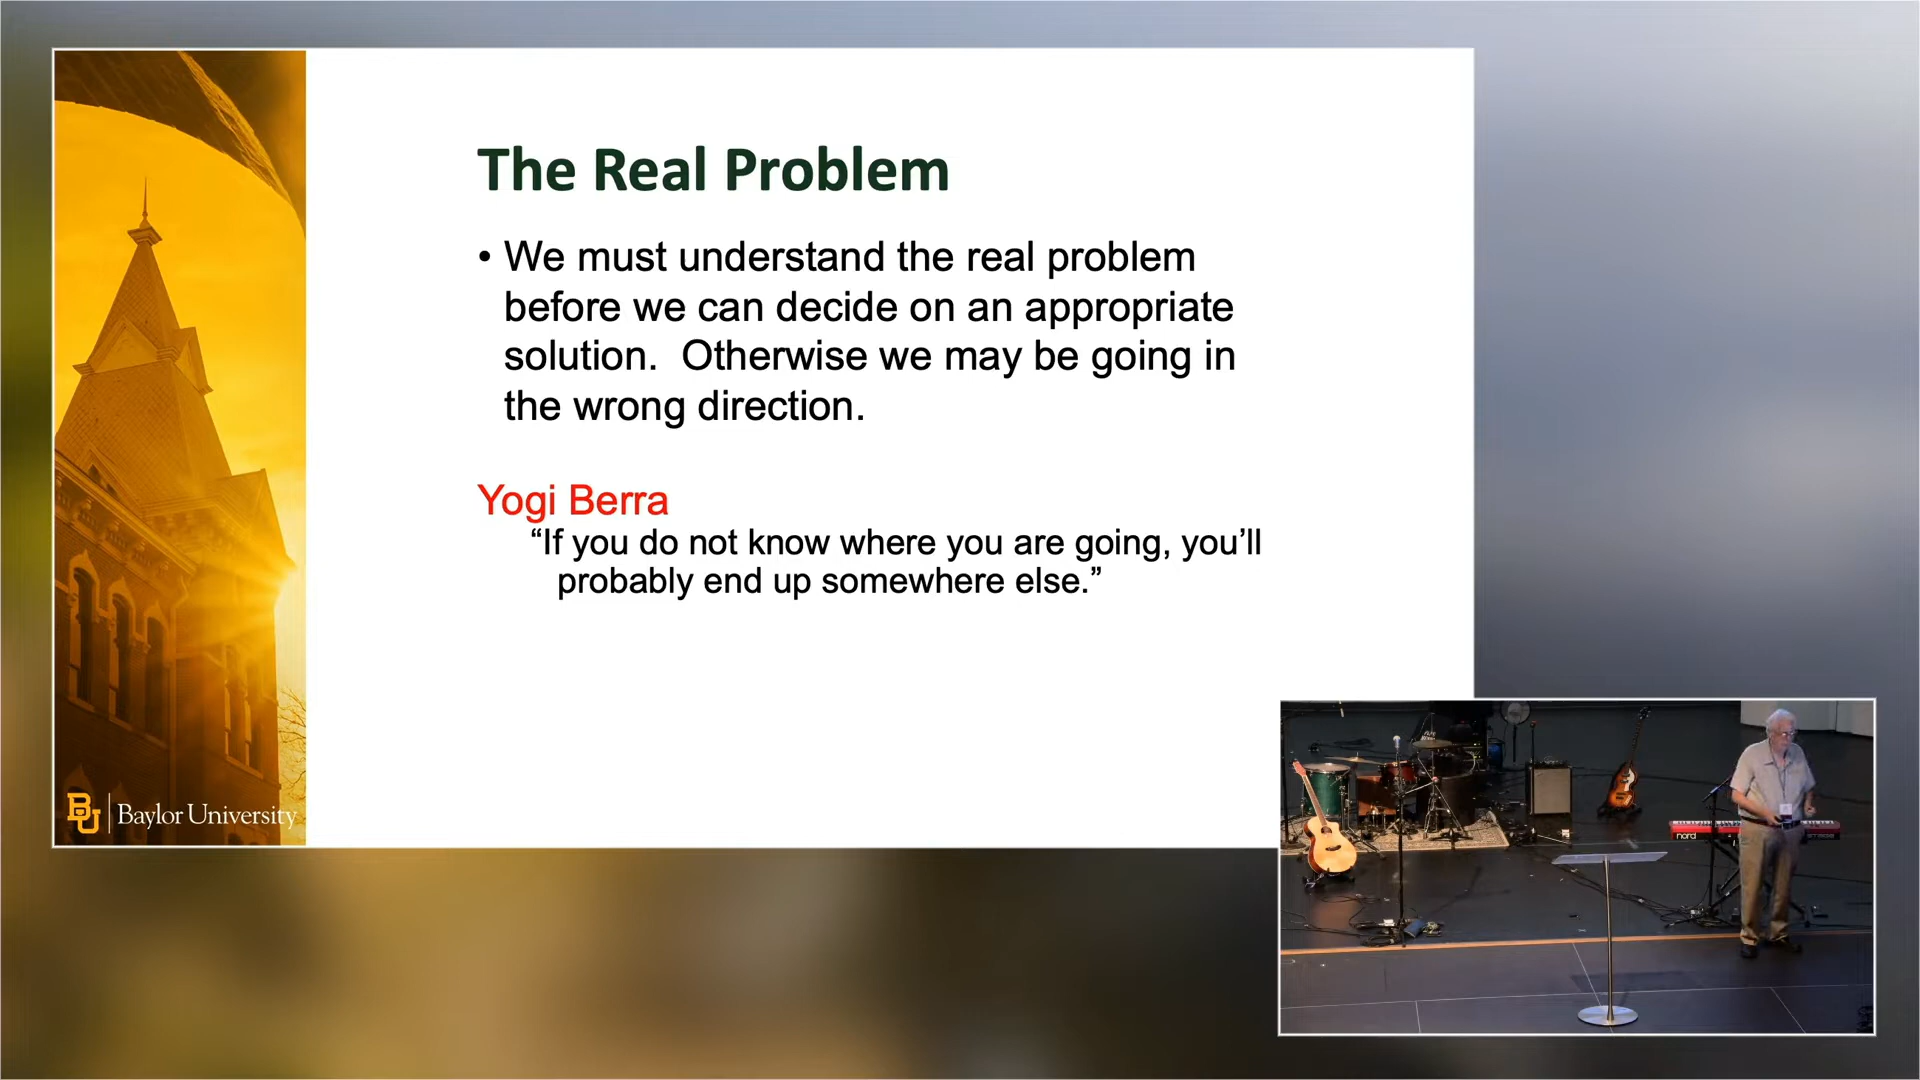 The Real Problem
• We must understand the real problem
before we can decide on an appropriate
solution.  Otherwise we may be going in
the wrong direction.
Yogi Berra
“If you do not know where you are going, you’ll
probably end up somewhere else.”
BU | Baylor University
nord